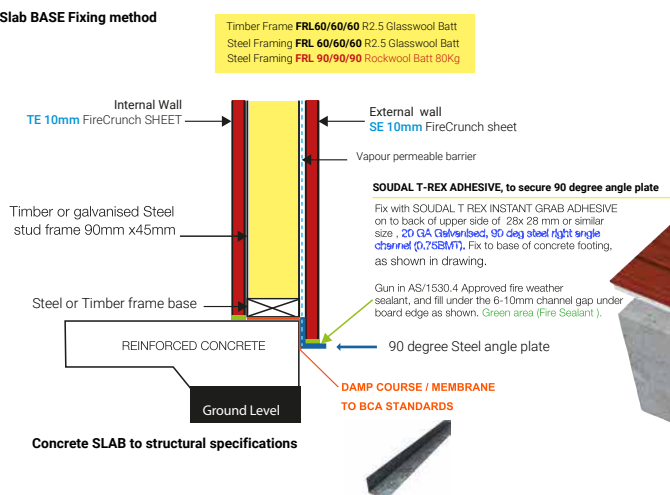 Slab BASE Fixing method
Timber Frame FRL60/60/60 R2.5 Glasswool Batt
Steel Framing FRL 60/60/60 R2.5 Glasswool Batt
Steel Framing FRL 90/90/90 Rockwool Batt 80Kg
Internal Wall
TE 10mm FireCrunch SHEET
External wall
SE 10mm FireCrunch sheet
Vapour permeable barrier
SOUDAL T-REX ADHESIVE, to secure 90 degree angle plate
Fix with SOUDAL T REX INSTANT GRAB ADHESIVE
on to back of upper side of 28x 28 mm or similar
size , 20 GA Galvanised, 90 deg steel right angle
channel (0.75BMT). Fix to base of concrete footing,
as shown in drawing.
Timber or galvanised Steel
stud frame 90mm x45mm
Gun in AS/1530.4 Approved fire weather
sealant, and fill under the 6-10mm channel gap under
board edge as shown. Green area (Fire Sealant ).
Steel or Timber frame base
REINFORCED CONCRETE
90 degree Steel angle plate
DAMP COURSE / MEMBRANE
TO BCA STANDARDS
Ground Level
Concrete SLAB to structural specifications